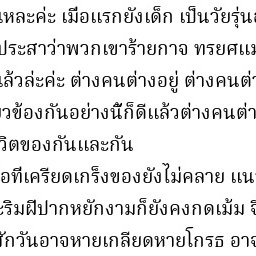 แหละค่ะ เมื่อแรกยังเด็ก เป็นวัยรุ่น
ประสาว่าพวกเขาร้ายกาจ ทรยศแม่
แล้วล่ะค่ะ ต่างคนต่างอยู่ ต่างคนต่
ยวข้องกันอย่างนี้ก็ดีแล้วต่างคนต่า
ชีวิตของกันและกัน
อที่เครียดเกร็งของยังไม่คลาย แน
ะริมฝีปากหยักงามก็ยังคงกดเม้ม จึ
สักวันอาจหายเกลียดหายโกรธ อาจ